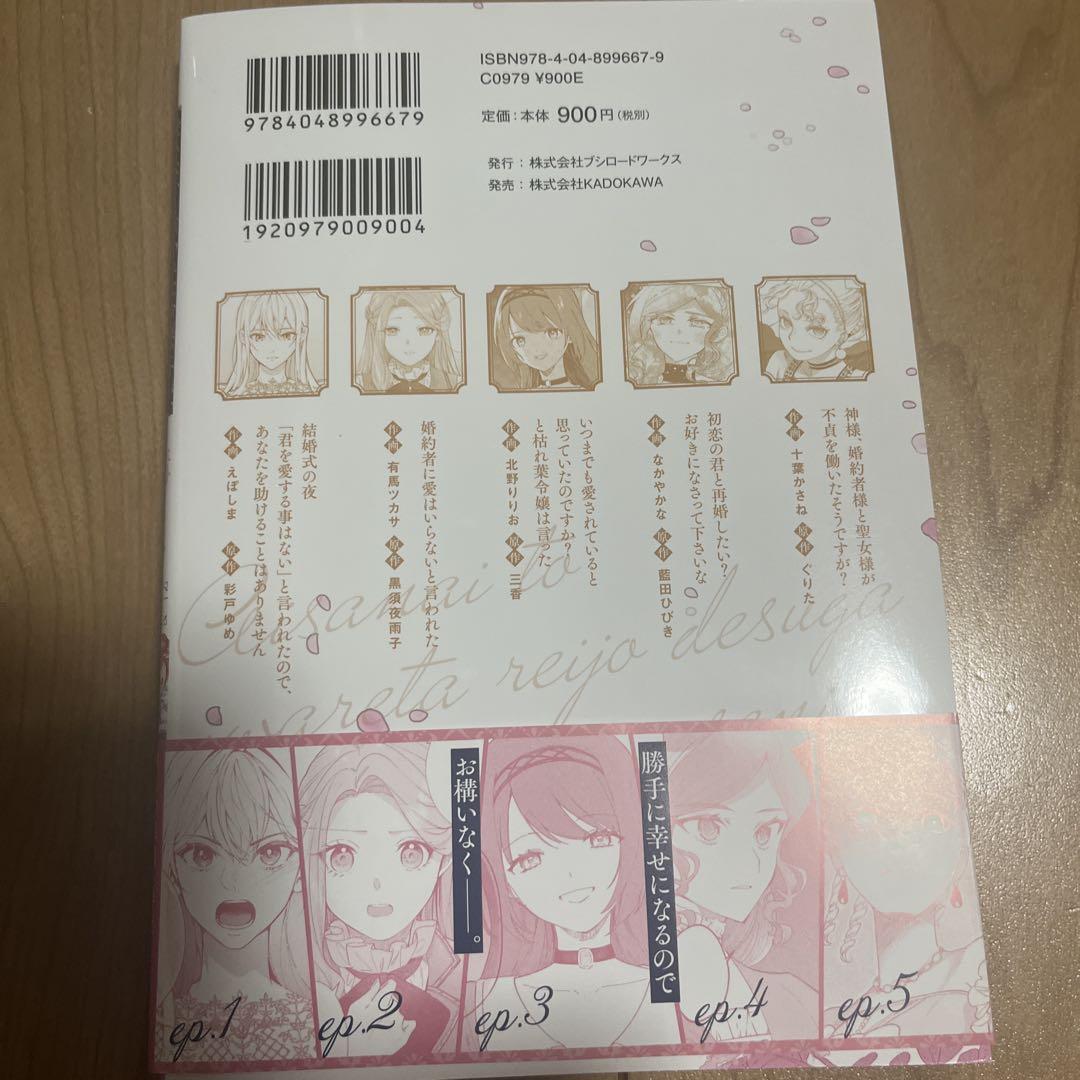 ISBN978-4-04-899667-9
C0979 ¥900E
定価：本体 900円（税別）
発行：株式会社ブシロードワークス
発売：株式会社KADOKAWA
9784048996679
1920979009004
神様、婚約者様と聖女様が
不貞を働いたそうですが？
作画 十葉かさね 原作 ぐりた
初恋の君と再婚したい？
お好きになさって下さいな
作画 なかやかな 原作 藍田ひびき
いつまでも愛されていると
思っていたのですか？
と枯れ葉令嬢は言った
作画 北野りりお 原作 三香
婚約者に愛はいらないと言われた
作画 有馬ツカサ 原作 黒須夜雨子
結婚式の夜
「君を愛する事はない」と言われたので、
あなたを助けることはありません
作画 えぼしま 原作 彩戸ゆめ
aisanai to
wareta reijo desuga
勝手に幸せになるので
お構いなく――。
ep.1
ep.2
ep.3
ep.4
ep.5